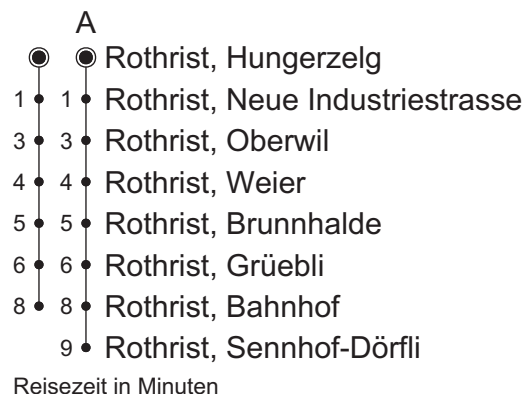 A
Rothrist, Hungerzelg
1 1 Rothrist, Neue Industriestrasse
3 3 Rothrist, Oberwil
4 4 Rothrist, Weier
5 5 Rothrist, Brunnhalde
6 6 Rothrist, Grüebli
8 8 Rothrist, Bahnhof
9 Rothrist, Sennhof-Dörfli
Reisezeit in Minuten